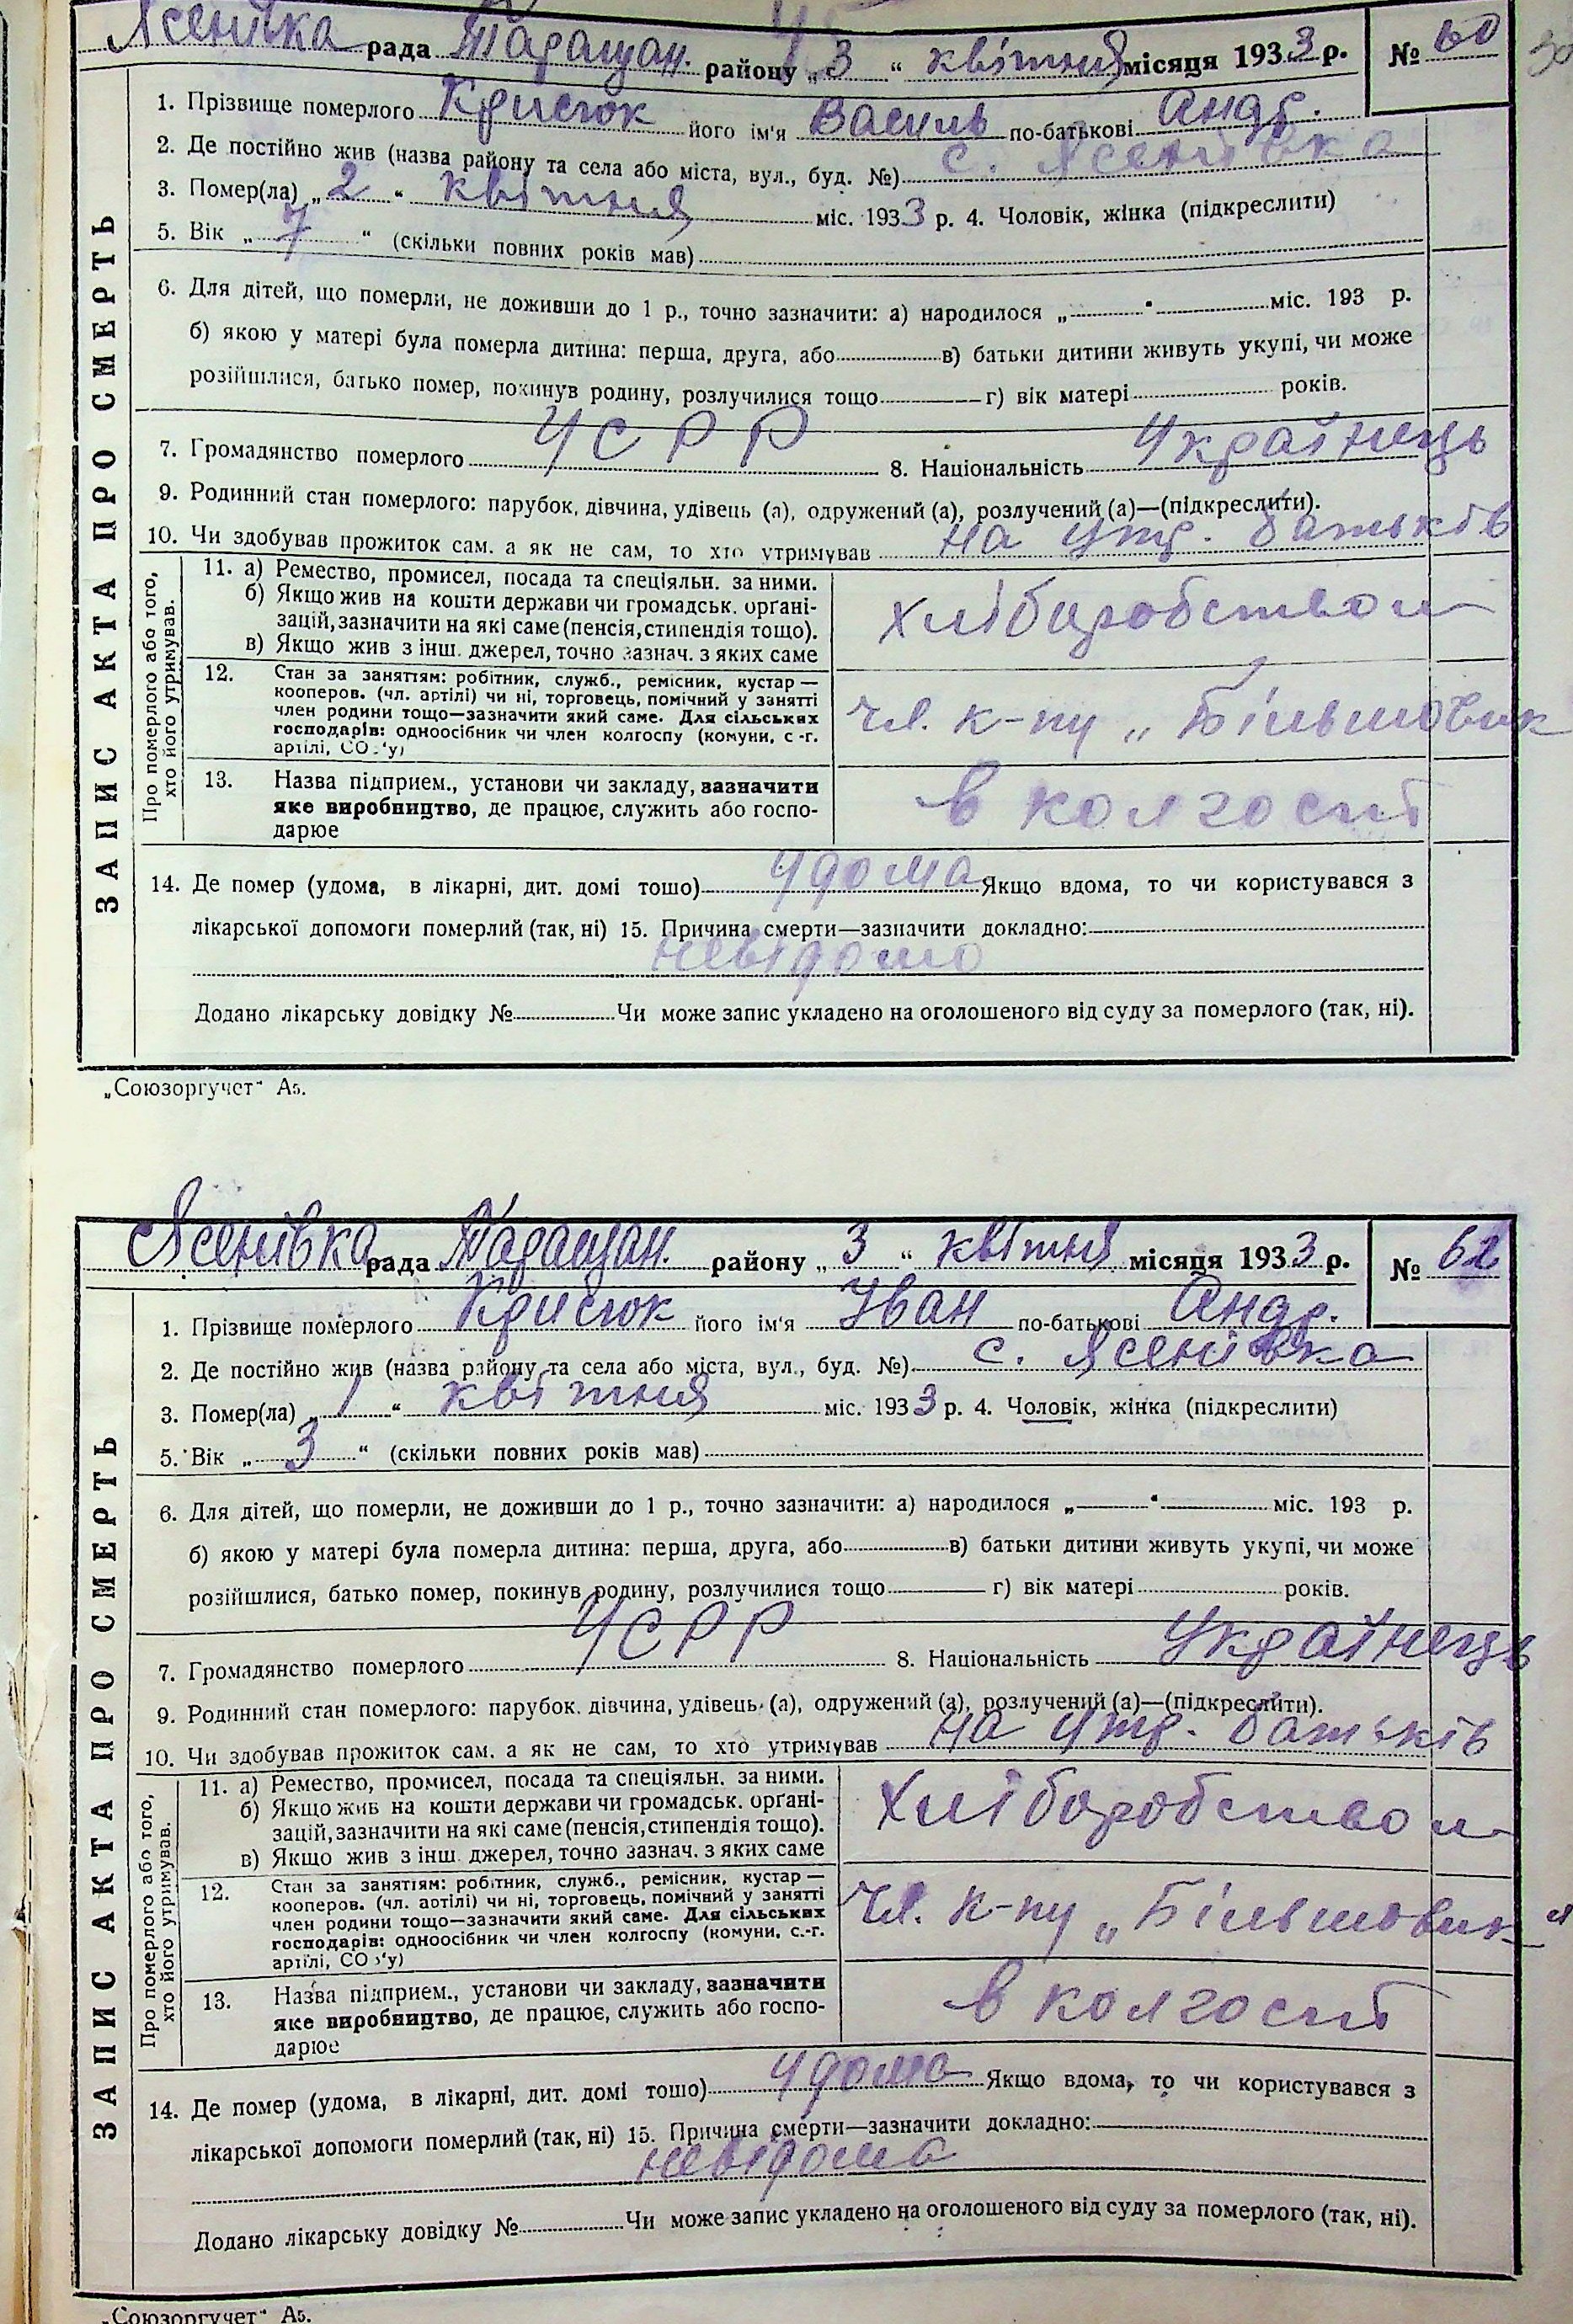 Ясенівка рада Таращан. району „3 “ квітня місяця 1933 р. № 60
1. Прізвище померлого Крисюк його ім'я Василь по-батькові Андр.
2. Де постійно жив (назва району та села або міста, вул., буд. №) с. Ясенівка
3. Помер(ла) „2 “ квітня міс. 1933 р. 4. Чоловік, жінка (підкреслити)
5. Вік „ 7 “ (скільки повних років мав)
6. Для дітей, що померли, не доживши до 1 р., точно зазначити: а) народилося „ “ міс. 193 р.
б) якою у матері була померла дитина: перша, друга, або в) батьки дитини живуть укупі, чи може
розійшлися, батько помер, покинув родину, розлучилися тощо г) вік матері років.
7. Громадянство померлого УСРР 8. Національність Українець
9. Родинний стан померлого: парубок, дівчина, удівець (а), одружений (а), розлучений (а)—(підкреслити).
10. Чи здобував прожиток сам. а як не сам, то хто утримував на утр. батьків
ЗАПИС АКТА ПРО СМЕРТЬ
Про померлого або того,
хто його утримував.
11. а) Ремество, промисел, посада та спеціяльн. за ними.
б) Якщо жив на кошти держави чи громадськ. органі-
зацій, зазначити на які саме (пенсія, стипендія тощо).
в) Якщо жив з інш. джерел, точно зазнач. з яких саме
хліборобством
12. Стан за заняттям: робітник, служб., ремісник, кустар—
кооперов. (чл. артілі) чи ні, торговець, помічний у занятті
член родини тощо—зазначити який саме. Для сільських
господарів: одноосібник чи член колгоспу (комуни, с.-г.
артілі, СОЗ'у)
чл. к-пу „Більшовик
13. Назва підприєм., установи чи закладу, зазначити
яке виробництво, де працює, служить або госпо-
дарює
в колгоспі
14. Де помер (удома, в лікарні, дит. домі тощо) удома Якщо вдома, то чи користувався з
лікарської допомоги померлий (так, ні) 15. Причина смерти—зазначити докладно:
невідомо
Додано лікарську довідку № Чи може запис укладено на оголошеного від суду за померлого (так, ні).
„Союзоргучет“ А5.
Ясенівка рада Таращан. району „3 “ квітня місяця 1933 р. №
1. Прізвище померлого Крисюк його ім'я Іван по-батькові Андр.
2. Де постійно жив (назва району та села або міста, вул., буд. №) с. Ясенівка
3. Помер(ла) „ 1 “ квітня міс. 1933 р. 4. Чоловік, жінка (підкреслити)
5. Вік „ 3 “ (скільки повних років мав)
6. Для дітей, що померли, не доживши до 1 р., точно зазначити: а) народилося „ “ міс. 193 р.
б) якою у матері була померла дитина: перша, друга, або в) батьки дитини живуть укупі, чи може
розійшлися, батько помер, покинув родину, розлучилися тощо г) вік матері років.
7. Громадянство померлого УСРР 8. Національність Українець
9. Родинний стан померлого: парубок, дівчина, удівець (а), одружений (а), розлучений (а)—(підкреслити).
10. Чи здобував прожиток сам. а як не сам, то хто утримував на утр. батьків
ЗАПИС АКТА ПРО СМЕРТЬ
Про померлого або того,
хто його утримував.
11. а) Ремество, промисел, посада та спеціяльн. за ними.
б) Якщо жив на кошти держави чи громадськ. органі-
зацій, зазначити на які саме (пенсія, стипендія тощо).
в) Якщо жив з інш. джерел, точно зазнач. з яких саме
Хліборобством
12. Стан за заняттям: робітник, служб., ремісник, кустар—
кооперов. (чл. артілі) чи ні, торговець, помічний у занятті
член родини тощо—зазначити який саме. Для сільських
господарів: одноосібник чи член колгоспу (комуни, с.-г.
артілі, СОЗ'у)
чл. к-пу „Більшовик“
13. Назва підприєм., установи чи закладу, зазначити
яке виробництво, де працює, служить або госпо-
дарює
в колгоспі
14. Де помер (удома, в лікарні, дит. домі тощо) удома Якщо вдома, то чи користувався з
лікарської допомоги померлий (так, ні) 15. Причина смерти—зазначити докладно:
невідома
Додано лікарську довідку № Чи може запис укладено на оголошеного від суду за померлого (так, ні).
„Союзоргучет“ А5.